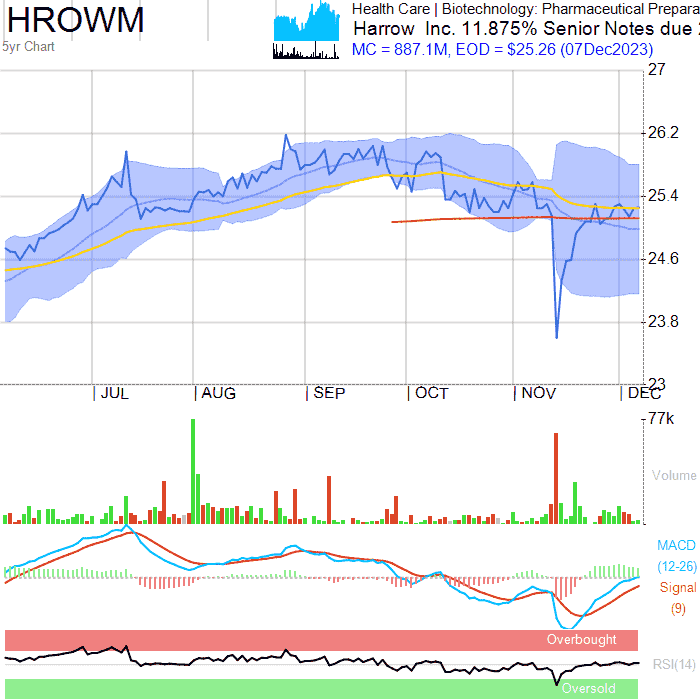 HROWM
5yr Chart
Health Care | Biotechnology: Pharmaceutical Prepara
Harrow Inc. 11.875% Senior Notes due
MC = 887.1M, EOD = $25.26 (07Dec2023)
27
26.2
25.4
24.6
23.8
23
JUL AUG SEP OCT NOV DEC
77k
Volume
MACD
(12-26)
Signal
(9)
Overbought
RSI(14)
Oversold